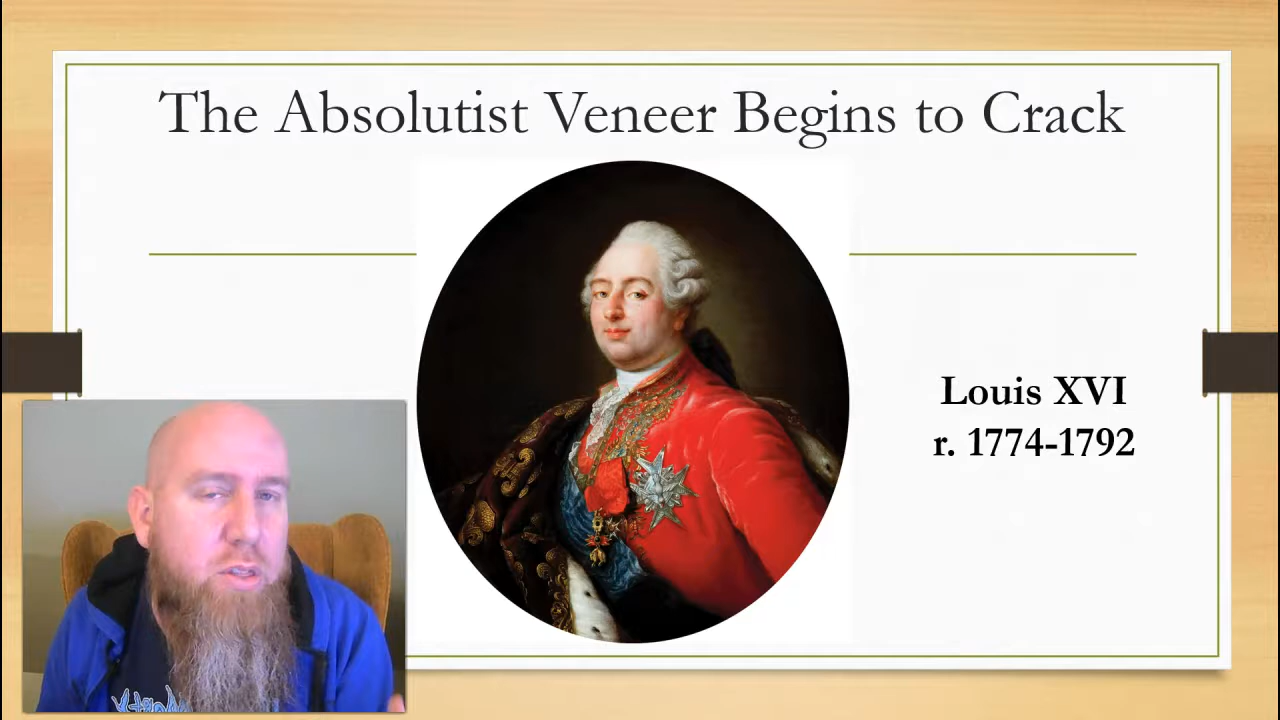 The Absolutist Veneer Begins to Crack
Louis XVI
r. 1774-1792